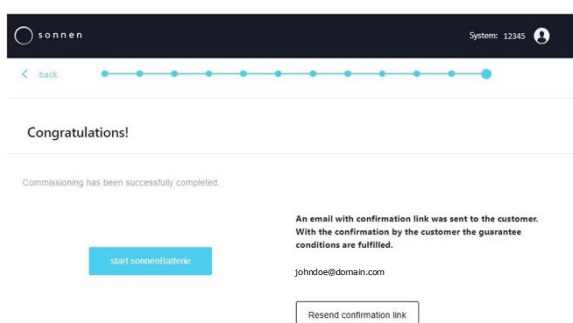 sonnen
System: 12345
back
Congratulations!
Commissioning has been successfully completed.
An email with confirmation link was sent to the customer.
With the confirmation by the customer the guarantee
conditions are fulfilled.
start sonnenBatterie
johndoe@domain.com
Resend confirmation link